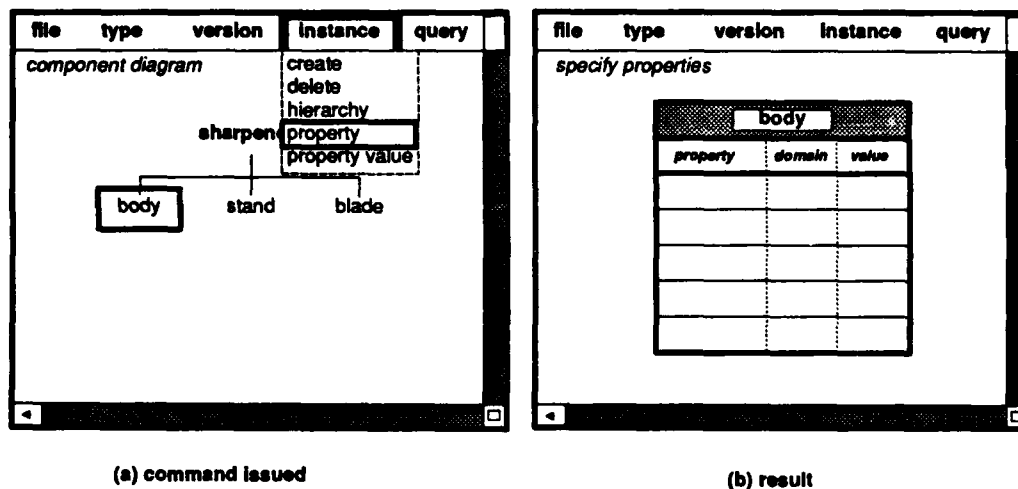 file type version instance query
component diagram
create
delete
hierarchy
property
property value
body stand blade
(a) command issued
file type version instance query
specify properties
body
property domain value
(b) result